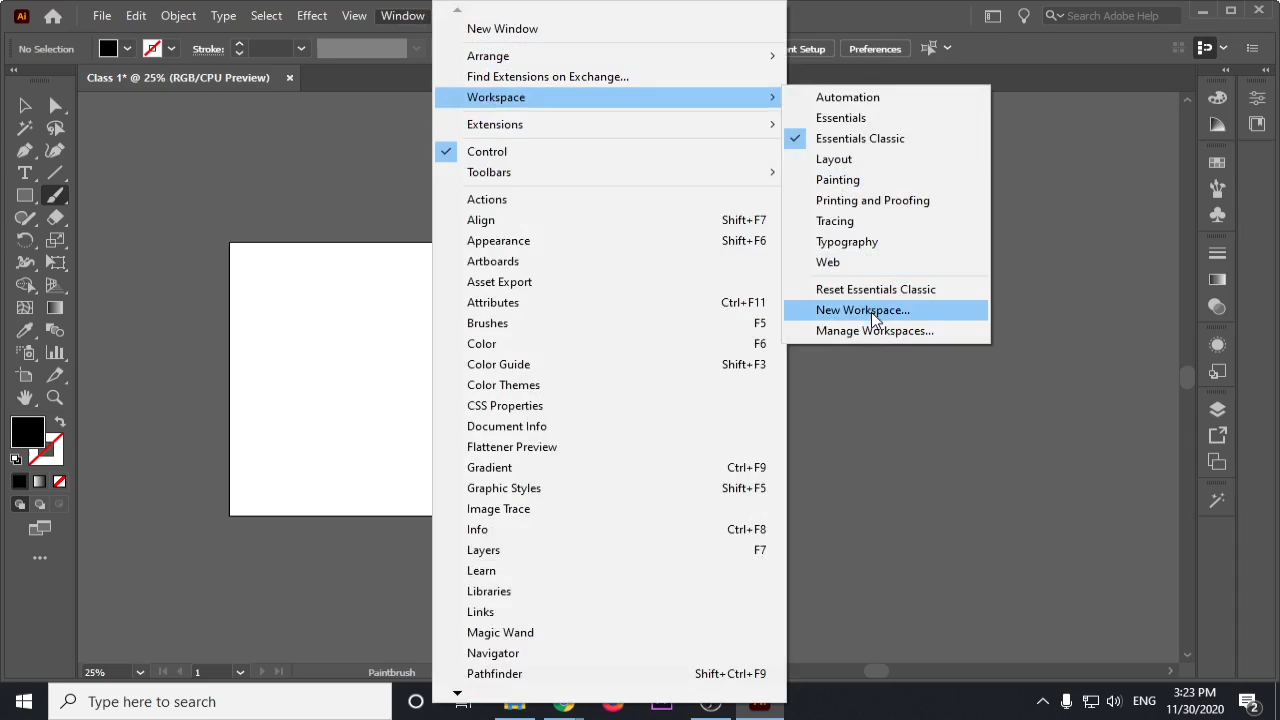 Ai File Edit Object Type Select Effect View Window
Search Adobe Help
No Selection
Stroke:
ent Setup
Preferences
Class 1* @ 25% (RGB/CPU Preview)
New Window
Arrange
Find Extensions on Exchange...
Workspace
Extensions
Control
Toolbars
Actions
Align Shift+F7
Appearance Shift+F6
Artboards
Asset Export
Attributes Ctrl+F11
Brushes F5
Color F6
Color Guide Shift+F3
Color Themes
CSS Properties
Document Info
Flattener Preview
Gradient Ctrl+F9
Graphic Styles Shift+F5
Image Trace
Info Ctrl+F8
Layers F7
Learn
Libraries
Links
Magic Wand
Navigator
Pathfinder Shift+Ctrl+F9
Automation
Essentials
Essentials Classic
Layout
Painting
Printing and Proofing
Tracing
Typography
Web
Reset Essentials Classic
New Workspace...
Manage Workspaces...
25%
1
Paintbrush
Type here to search
ENG
3:23 PM
11/30/2020
2